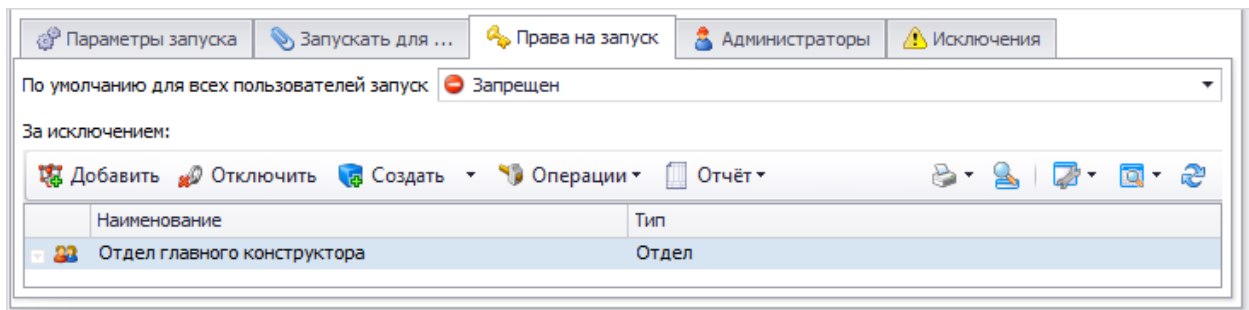 Параметры запуска Запускать для ... Права на запуск Администраторы Исключения
По умолчанию для всех пользователей запуск Запрещен
За исключением:
Добавить Отключить Создать Операции Отчёт
Наименование Тип
Отдел главного конструктора Отдел